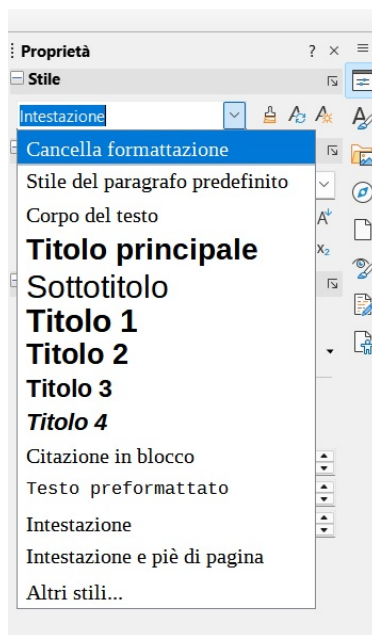 Proprietà
Stile
Intestazione
Cancella formattazione
Stile del paragrafo predefinito
Corpo del testo
Titolo principale
Sottotitolo
Titolo 1
Titolo 2
Titolo 3
Titolo 4
Citazione in blocco
Testo preformattato
Intestazione
Intestazione e piè di pagina
Altri stili...